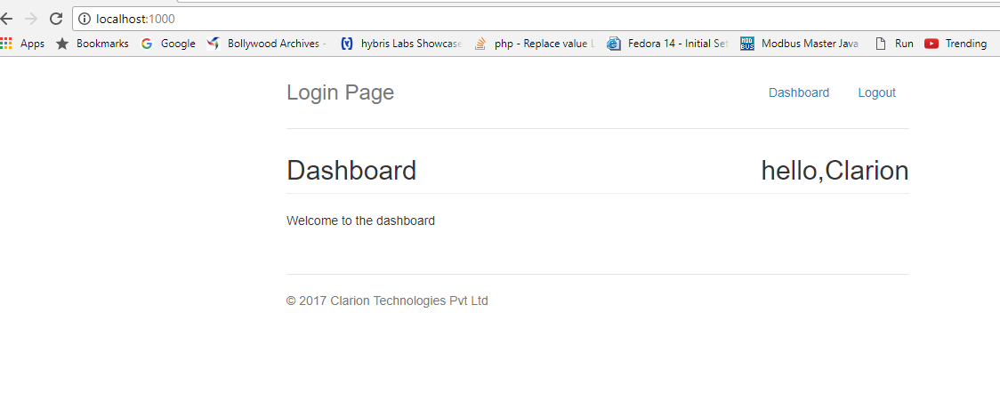 localhost:1000
Apps Bookmarks Google Bollywood Archives - hybris Labs Showcase php - Replace value Fedora 14 - Initial Set MOD BUS Modbus Master Java Run Trending
Login Page Dashboard Logout
Dashboard hello,Clarion
Welcome to the dashboard
© 2017 Clarion Technologies Pvt Ltd